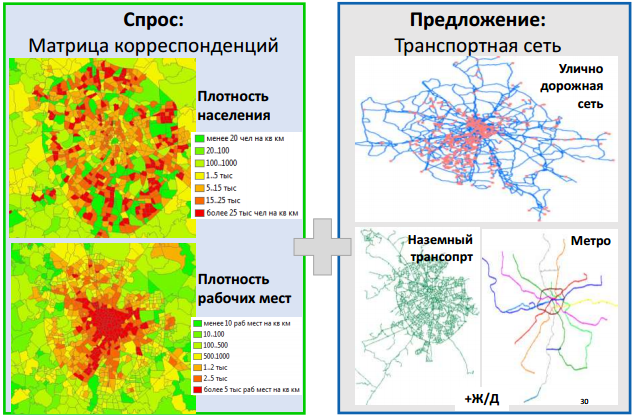 Спрос:
Матрица корреспонденций
Плотность
населения
менее 20 чел на кв км
20..100
100..1000
1..5 тыс
5..15 тыс
15..25 тыс
более 25 тыс чел на кв км
Плотность
рабочих мест
менее 10 раб мест на кв км
10..100
100..500
500.1000
1..2 тыс
2..5 тыс
более 5 тыс раб мест на кв км
Предложение:
Транспортная сеть
Улично
дорожная
сеть
Наземный
транспорт
Метро
+Ж/Д
30